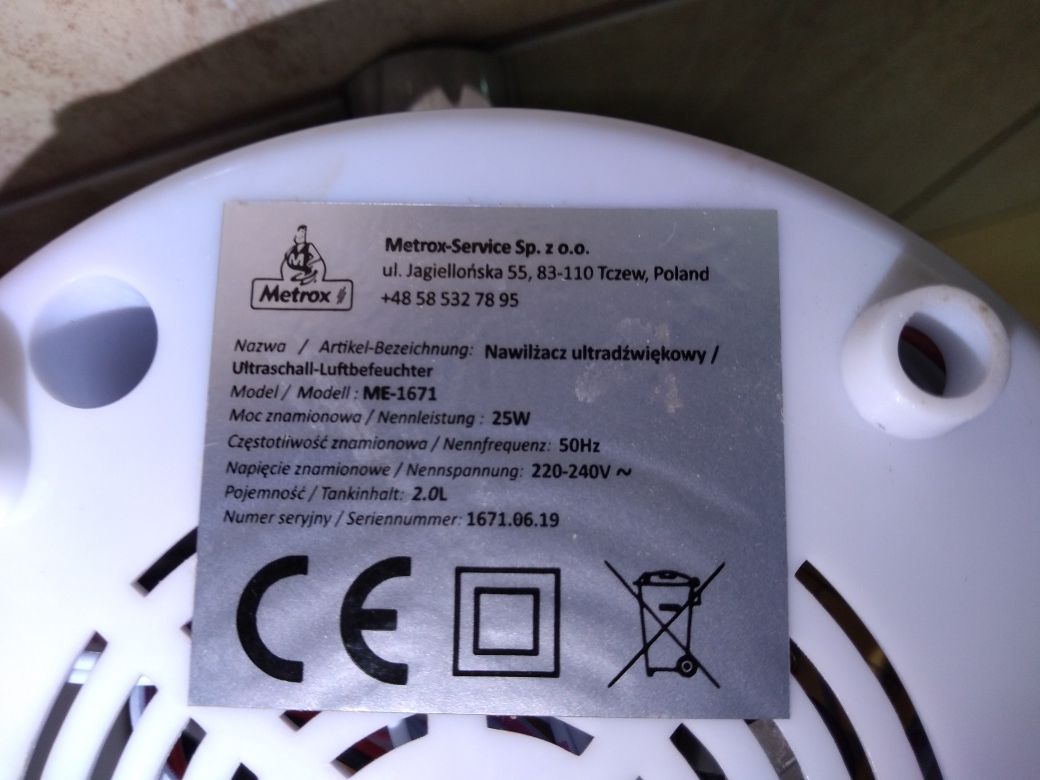 Metrox-Service Sp. z o.o.
ul. Jagiellońska 55, 83-110 Tczew, Poland
+48 58 532 78 95
M
Metrox
Nazwa / Artikel-Bezeichnung: Nawilżacz ultradźwiękowy /
Ultraschall-Luftbefeuchter
Model / Modell : ME-1671
Moc znamionowa / Nennleistung : 25W
Częstotliwość znamionowa / Nennfrequenz: 50Hz
Napięcie znamionowe / Nennspannung: 220-240V ~
Pojemność / Tankinhalt: 2.0L
Numer seryjny / Seriennummer: 1671.06.19
CE